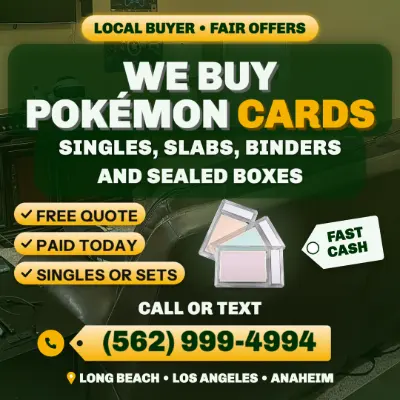 LOCAL BUYER • FAIR OFFERS
WE BUY
POKÉMON CARDS
SINGLES, SLABS, BINDERS
AND SEALED BOXES
FREE QUOTE
PAID TODAY
SINGLES OR SETS
FAST
CASH
CALL OR TEXT
(562) 999-4994
LONG BEACH • LOS ANGELES • ANAHEIM